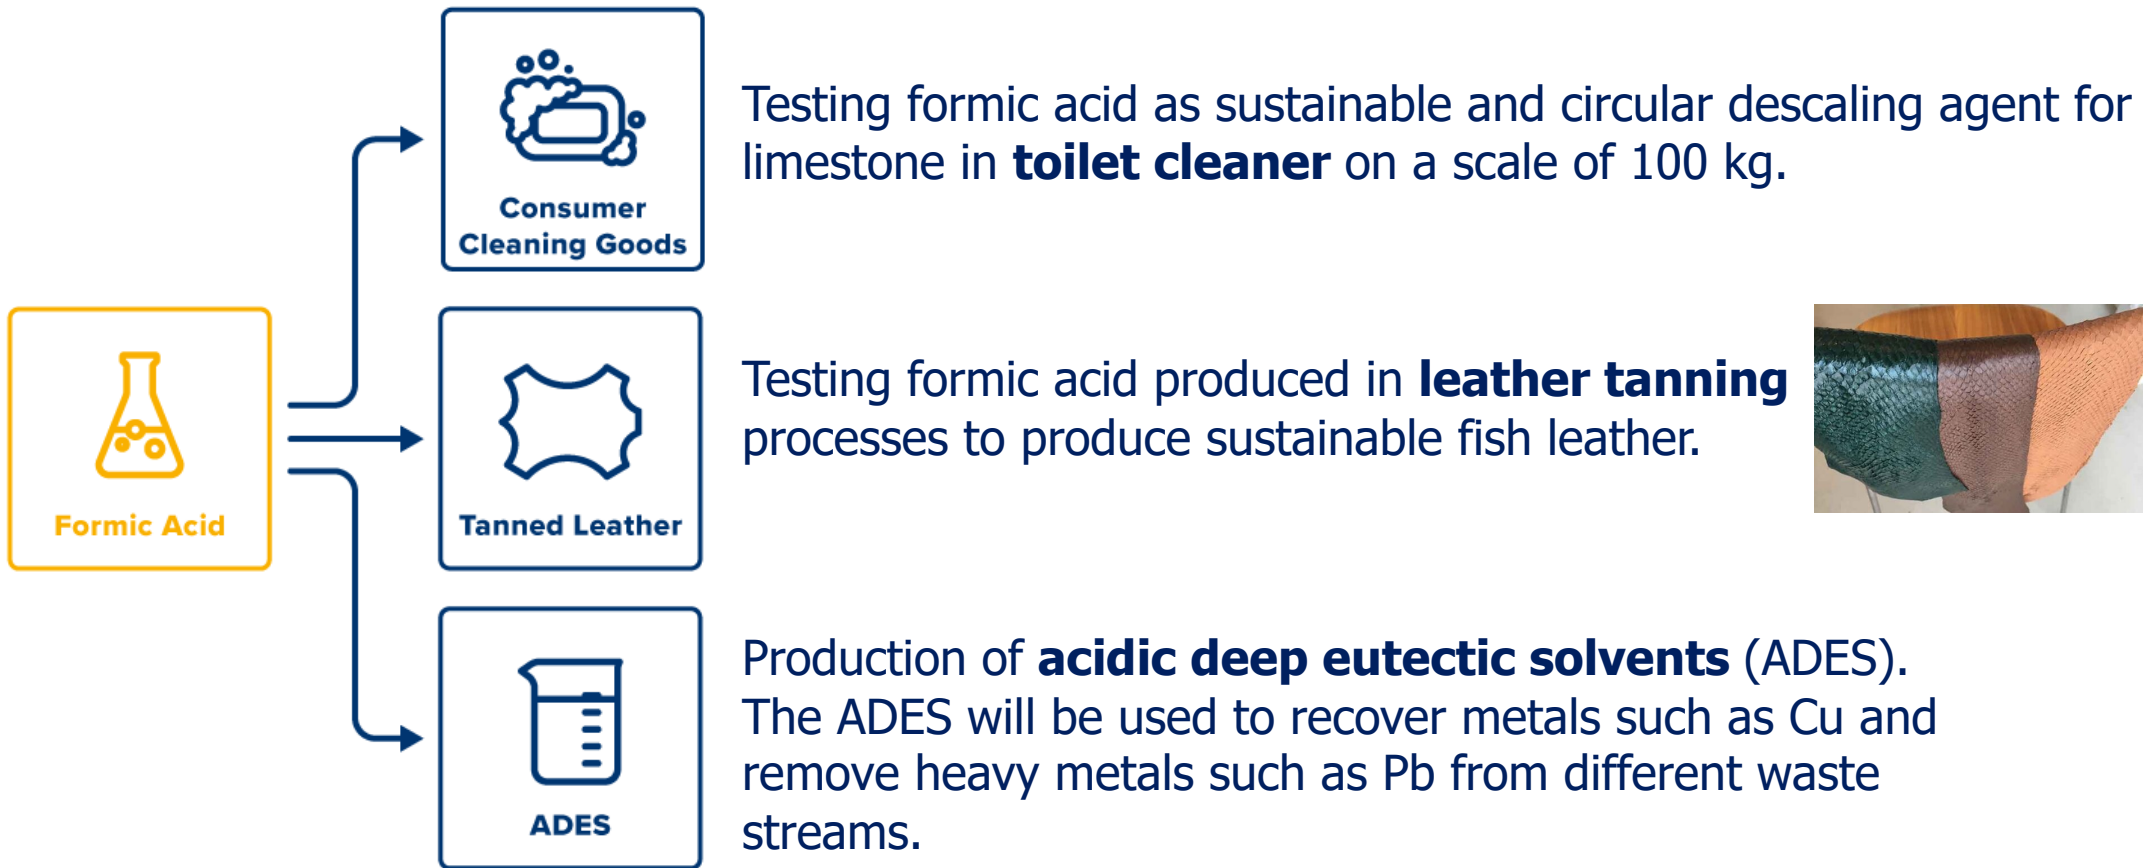 Consumer
Cleaning Goods
Testing formic acid as sustainable and circular descaling agent for
limestone in toilet cleaner on a scale of 100 kg.
Formic Acid
Tanned Leather
Testing formic acid produced in leather tanning
processes to produce sustainable fish leather.
ADES
Production of acidic deep eutectic solvents (ADES).
The ADES will be used to recover metals such as Cu and
remove heavy metals such as Pb from different waste
streams.